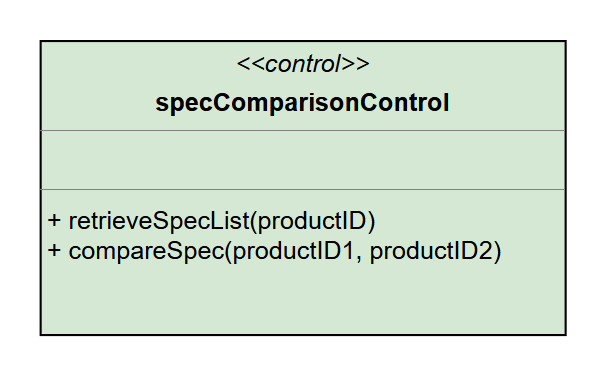 <<control>>
specComparisonControl
+ retrieveSpecList(productID)
+ compareSpec(productID1, productID2)